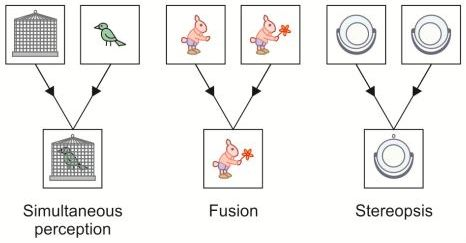 Simultaneous
perception
Fusion
Stereopsis